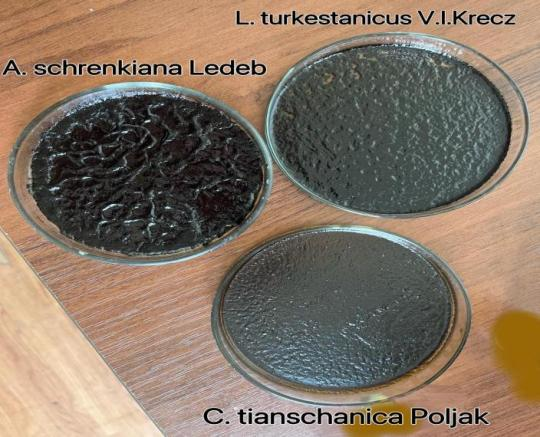 L. turkestanicus V.I.Krecz
A. schrenkiana Ledeb
C. tianschanica Poljak